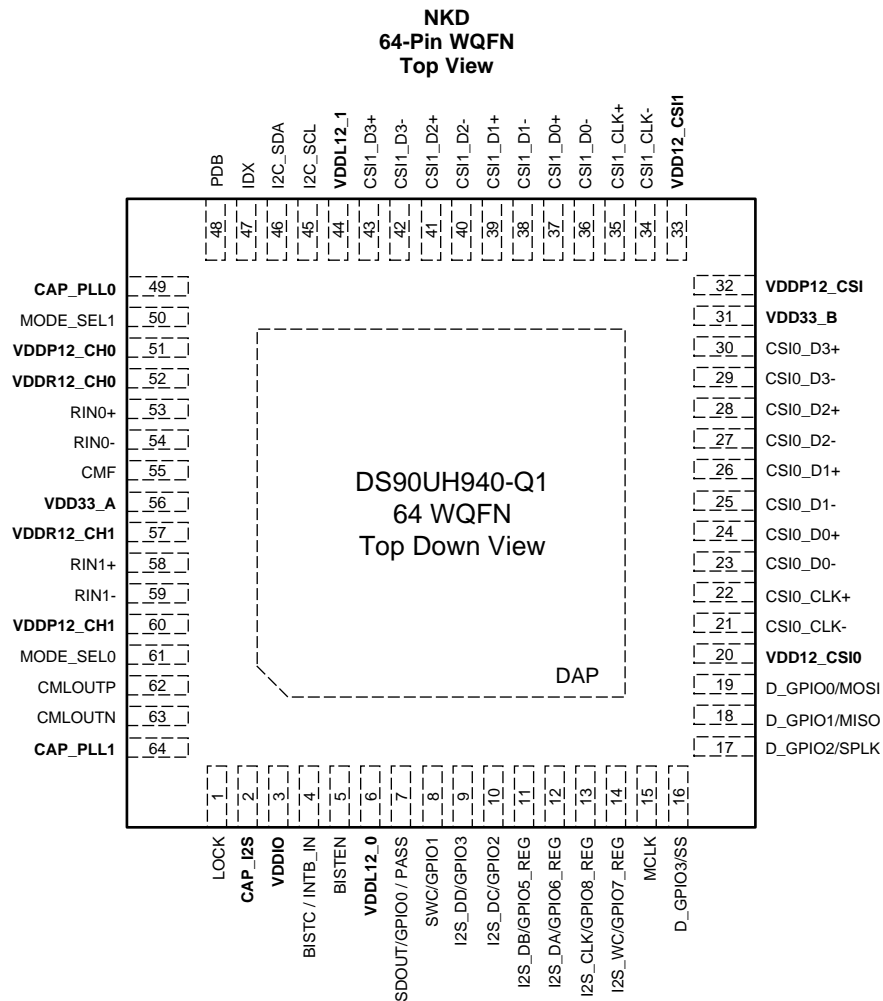 NKD
64-Pin WQFN
Top View
PDB
IDX
I2C_SDA
I2C_SCL
VDDL12_1
CSI1_D3+
CSI1_D3-
CSI1_D2+
CSI1_D2-
CSI1_D1+
CSI1_D1-
CSI1_D0+
CSI1_D0-
CSI1_CLK+
CSI1_CLK-
VDD12_CSI1
48
47
46
45
44
43
42
41
40
39
38
37
36
35
34
33
CAP_PLL0 49
MODE_SEL1 50
VDDP12_CH0 51
VDDR12_CH0 52
RIN0+ 53
RIN0- 54
CMF 55
VDD33_A 56
VDDR12_CH1 57
RIN1+ 58
RIN1- 59
VDDP12_CH1 60
MODE_SEL0 61
CMLOUTP 62
CMLOUTN 63
CAP_PLL1 64
DS90UH940-Q1
64 WQFN
Top Down View
DAP
32 VDDP12_CSI
31 VDD33_B
30 CSI0_D3+
29 CSI0_D3-
28 CSI0_D2+
27 CSI0_D2-
26 CSI0_D1+
25 CSI0_D1-
24 CSI0_D0+
23 CSI0_D0-
22 CSI0_CLK+
21 CSI0_CLK-
20 VDD12_CSI0
19 D_GPIO0/MOSI
18 D_GPIO1/MISO
17 D_GPIO2/SPLK
1
2
3
4
5
6
7
8
9
10
11
12
13
14
15
16
LOCK
CAP_I2S
VDDIO
BISTC / INTB_IN
BISTEN
VDDL12_0
SDOUT/GPIO0 / PASS
SWC/GPIO1
I2S_DD/GPIO3
I2S_DC/GPIO2
I2S_DB/GPIO5_REG
I2S_DA/GPIO6_REG
I2S_CLK/GPIO8_REG
I2S_WC/GPIO7_REG
MCLK
D_GPIO3/SS